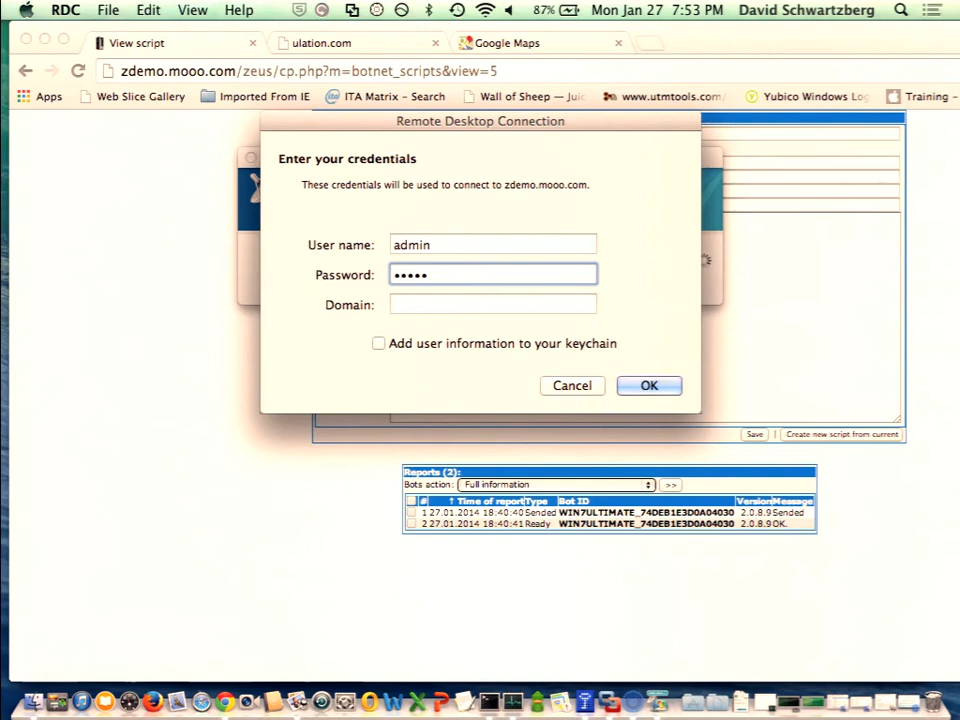 RDC File Edit View Help 87% Mon Jan 27 7:53 PM David Schwartzberg
View script ulation.com Google Maps
zdemo.mooo.com/zeus/cp.php?m=botnet_scripts&view=5
Apps Web Slice Gallery Imported From IE ITA Matrix - Search Wall of Sheep — www.utmtools.com/ Yubico Windows Training -
Remote Desktop Connection
Enter your credentials
These credentials will be used to connect to zdemo.mooo.com.
User name: admin
Password: •••••
Domain:
Add user information to your keychain
Cancel OK
Save | Create new script from current
Reports (2):
Bots action: Full information >>
# ↑ Time of report Type Bot ID Version Message
1 27.01.2014 18:40:40 Sended WIN7ULTIMATE_74DEB1E3D0A04030 2.0.8.9 Sended
2 27.01.2014 18:40:41 Ready WIN7ULTIMATE_74DEB1E3D0A04030 2.0.8.9 OK.